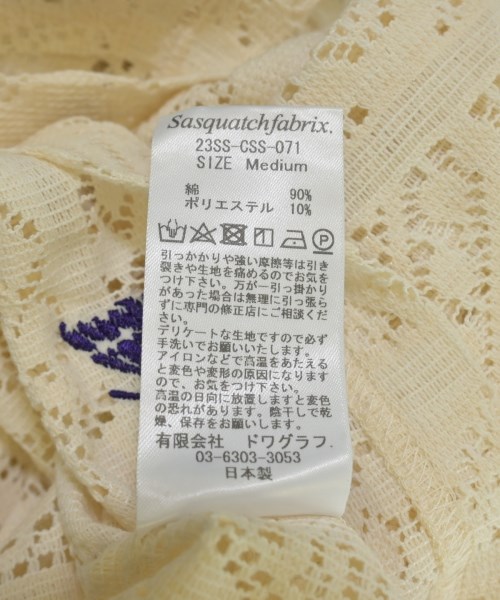 Sasquatchfabrix.
23SS-CSS-071
SIZE Medium
綿 90%
ポリエステル 10%
引っかかりや強い摩擦等は引き
裂きや生地を痛めるのでお気を
つけ下さい。万が一引っ掛かり
があった場合は無理に引っ張ら
ずに専門の修正店にご相談くだ
さい。
デリケートな生地ですので必ず
手洗いでお願いいたします。
アイロンなどで高温をあたえる
と変色や変形の原因になります
ので、お気をつけ下さい。
高温の日向に放置しますと変色
の恐れがあります。陰干しで乾
燥、保存をお願いします。
有限会社 ドワグラフ.
03-6303-3053
日本製